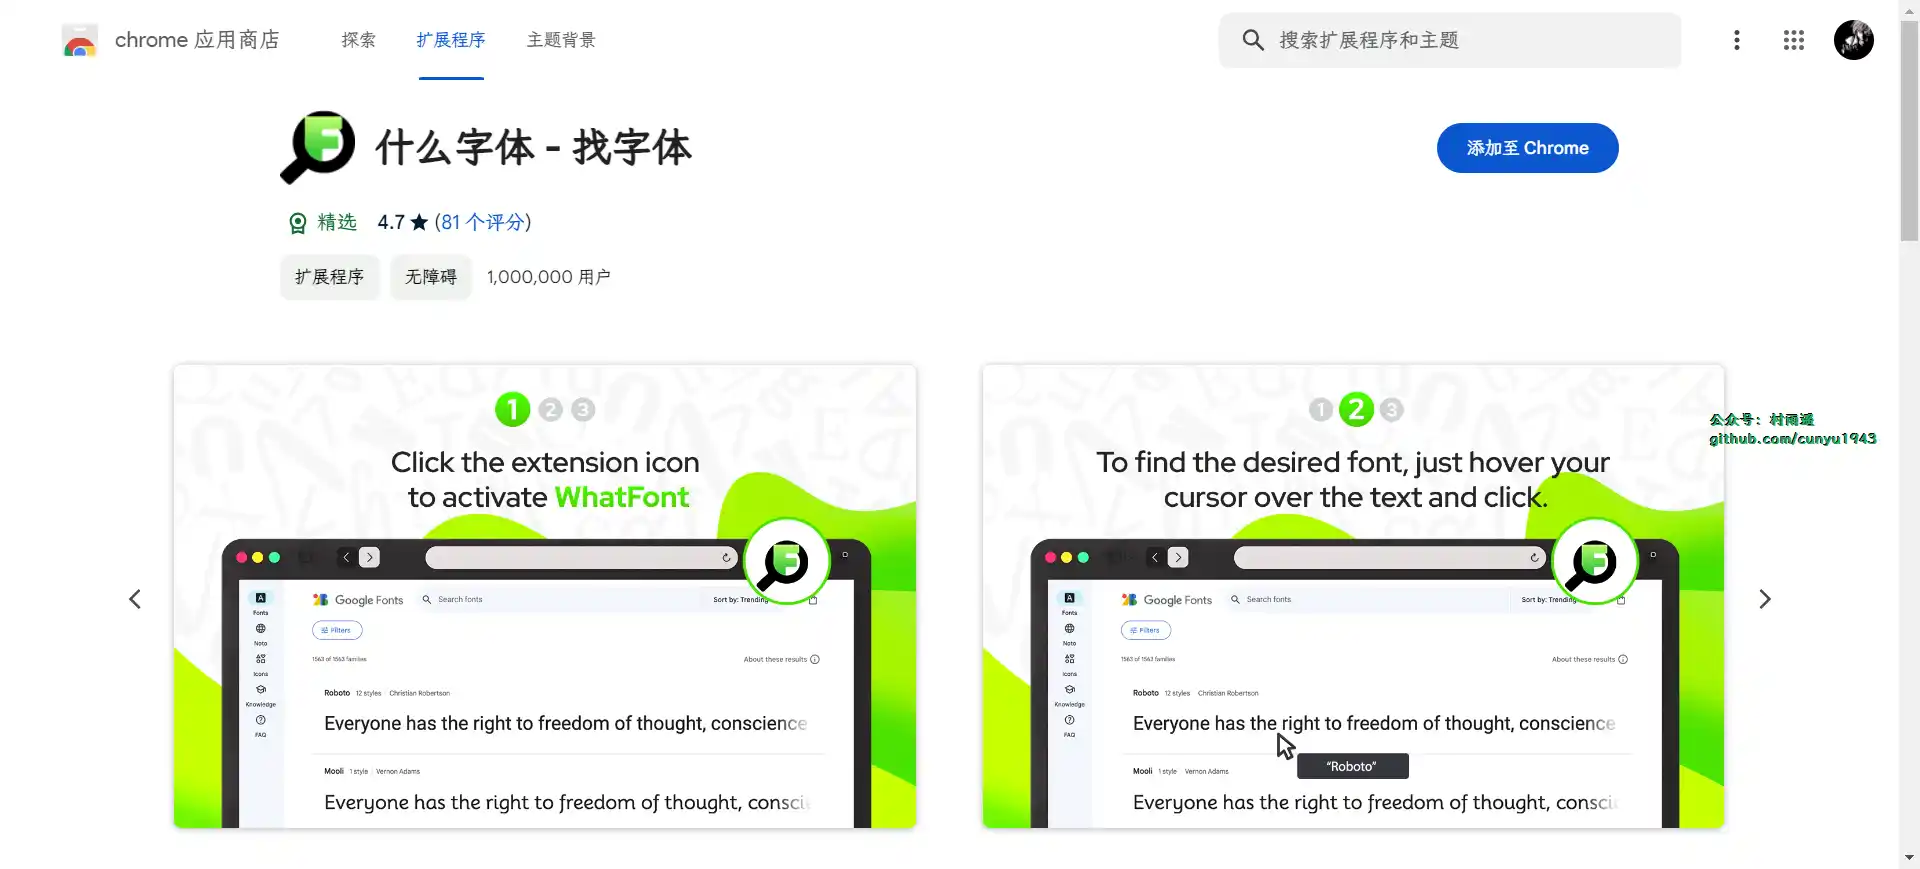 chrome 应用商店
探索
扩展程序
主题背景
搜索扩展程序和主题
什么字体 - 找字体
添加至 Chrome
精选
4.7 ★ (81 个评分)
扩展程序
无障碍
1,000,000 用户
1 2 3
Click the extension icon
to activate WhatFont
Google Fonts
Search fonts
Sort by: Trending
Fonts
Noto
Icons
Knowledge
FAQ
Filters
1563 of 1563 families
About these results
Roboto 12 styles Christian Robertson
Everyone has the right to freedom of thought, conscience
Mooli 1 style Vernon Adams
Everyone has the right to freedom of thought, consci
1 2 3
To find the desired font, just hover your
cursor over the text and click.
Google Fonts
Search fonts
Sort by: Trending
Fonts
Noto
Icons
Knowledge
FAQ
Filters
1563 of 1563 families
About these results
Roboto 12 styles Christian Robertson
Everyone has the right to freedom of thought, conscience
“Roboto”
Mooli 1 style Vernon Adams
Everyone has the right to freedom of thought, consci
公众号：村雨遥
github.com/cunyu1943